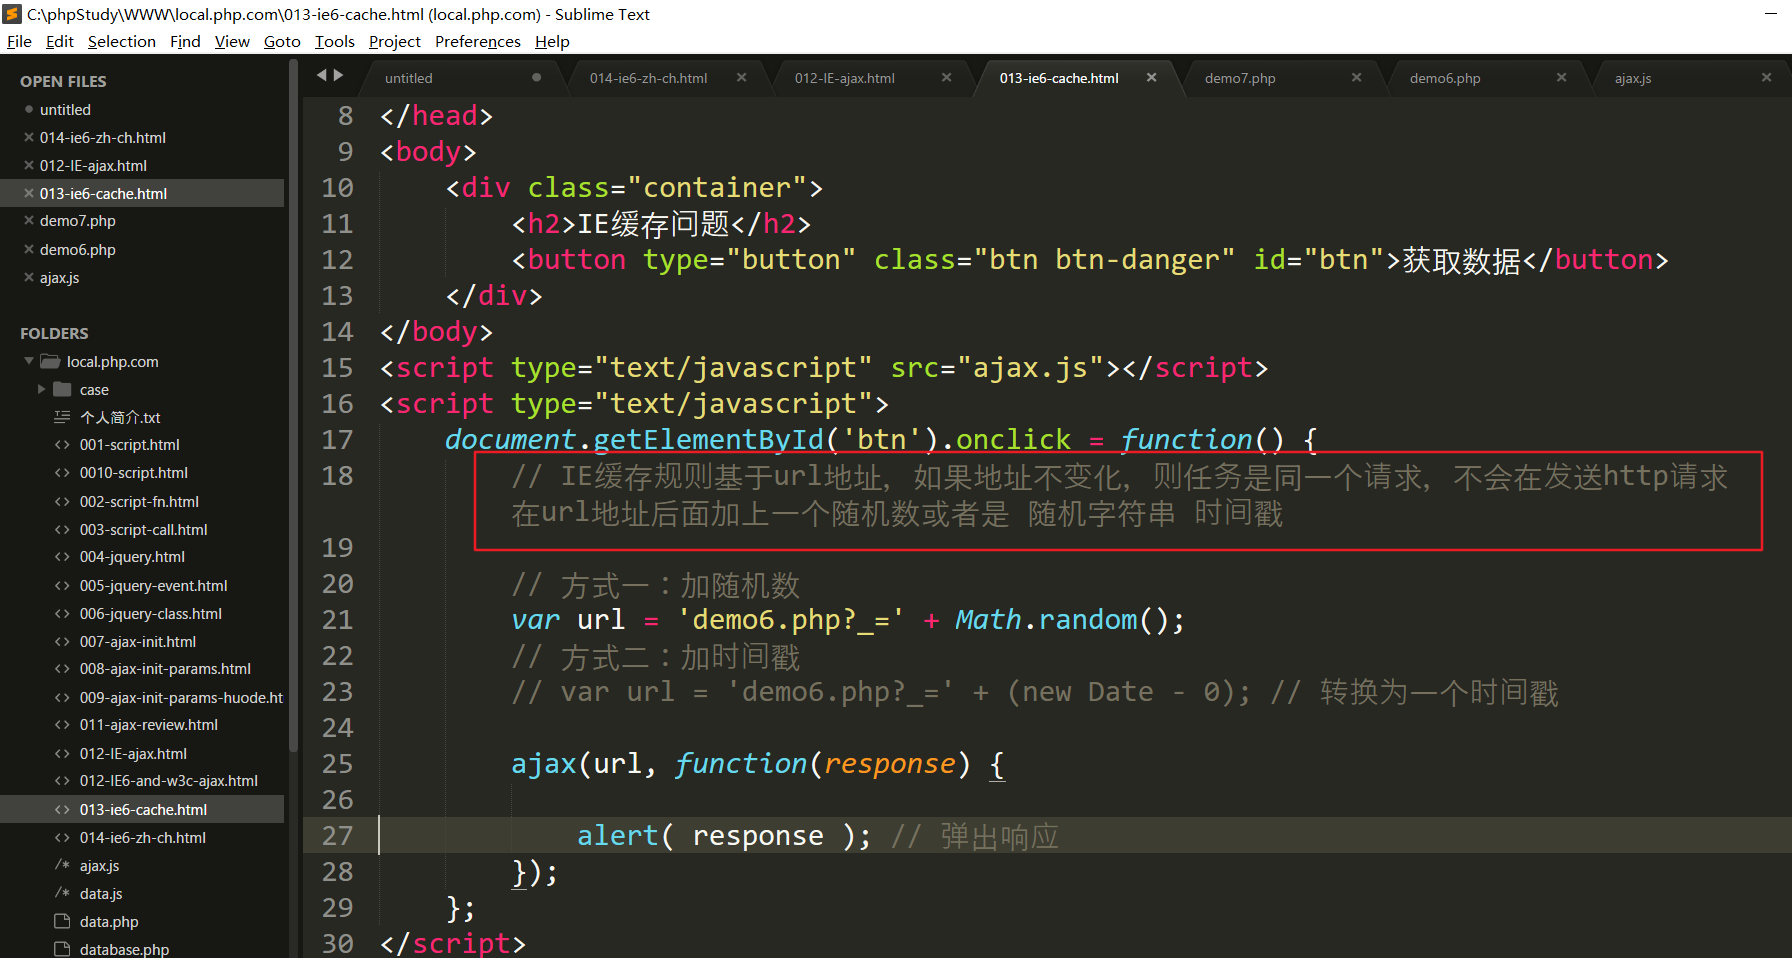 C:\phpStudy\WWW\local.php.com\013-ie6-cache.html (local.php.com) - Sublime Text
File Edit Selection Find View Goto Tools Project Preferences Help
OPEN FILES
untitled
014-ie6-zh-ch.html
012-IE-ajax.html
013-ie6-cache.html
demo7.php
demo6.php
ajax.js
FOLDERS
local.php.com
case
个人简介.txt
001-script.html
0010-script.html
002-script-fn.html
003-script-call.html
004-jquery.html
005-jquery-event.html
006-jquery-class.html
007-ajax-init.html
008-ajax-init-params.html
009-ajax-init-params-huode.ht
011-ajax-review.html
012-IE-ajax.html
012-IE6-and-w3c-ajax.html
013-ie6-cache.html
014-ie6-zh-ch.html
/* ajax.js
/* data.js
data.php
database.php
untitled 014-ie6-zh-ch.html 012-IE-ajax.html 013-ie6-cache.html demo7.php demo6.php ajax.js
8 </head>
9 <body>
10 <div class="container">
11 <h2>IE缓存问题</h2>
12 <button type="button" class="btn btn-danger" id="btn">获取数据</button>
13 </div>
14 </body>
15 <script type="text/javascript" src="ajax.js"></script>
16 <script type="text/javascript">
17 document.getElementById('btn').onclick = function() {
18 // IE缓存规则基于url地址, 如果地址不变化, 则任务是同一个请求, 不会在发送http请求
在url地址后面加上一个随机数或者是 随机字符串 时间戳
19
20 // 方式一：加随机数
21 var url = 'demo6.php?_=' + Math.random();
22 // 方式二：加时间戳
23 // var url = 'demo6.php?_=' + (new Date - 0); // 转换为一个时间戳
24
25 ajax(url, function(response) {
26
27 alert( response ); // 弹出响应
28 });
29 };
30 </script>